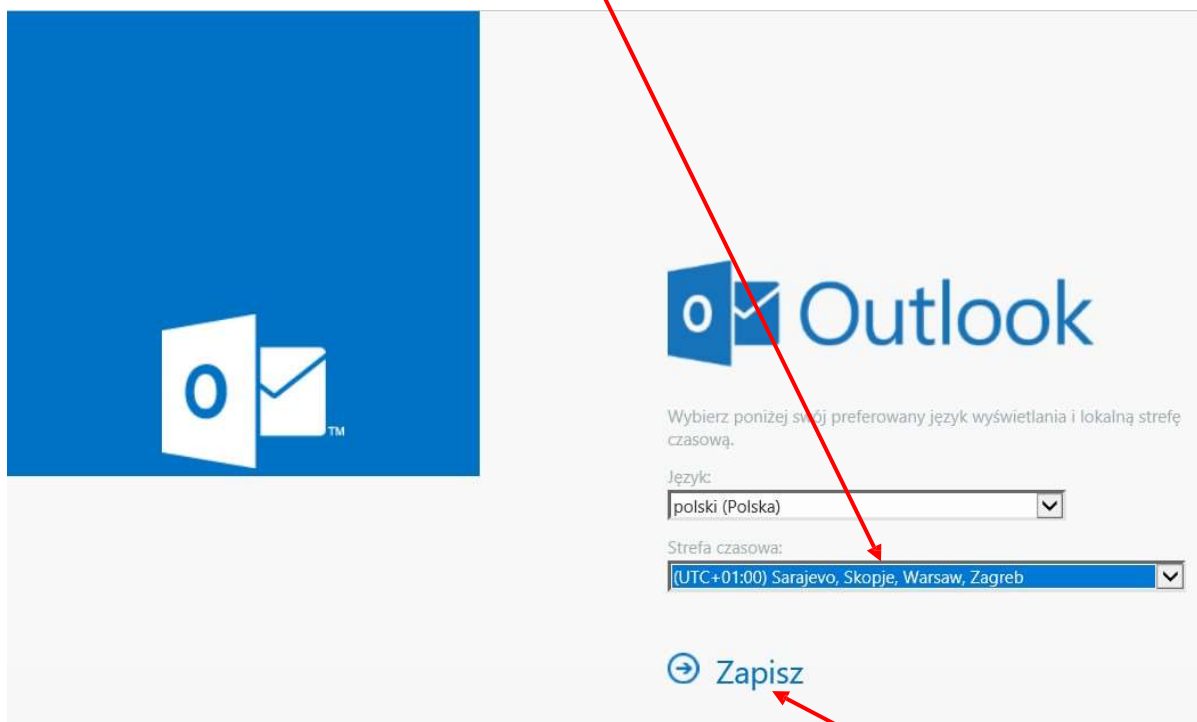 O
TM
O Outlook
Wybierz poniżej swój preferowany język wyświetlania i lokalną strefę
czasową.
Język:
polski (Polska)
Strefa czasowa:
(UTC+01:00) Sarajevo, Skopje, Warsaw, Zagreb
Zapisz